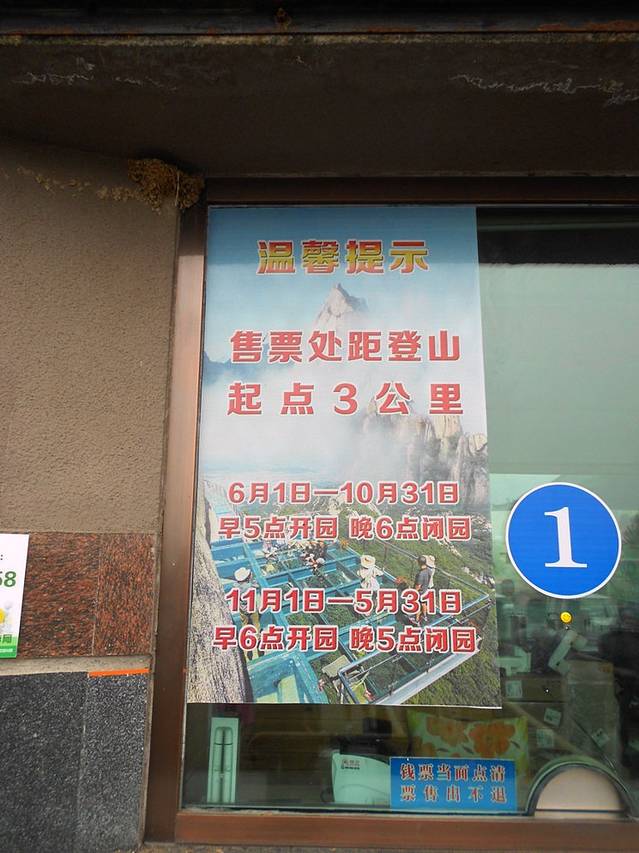 温馨提示
售票处距登山
起点3公里
6月1日—10月31日
早5点开园 晚6点闭园
11月1日—5月31日
早6点开园 晚5点闭园
1
58
钱票当面点清
票售出不退